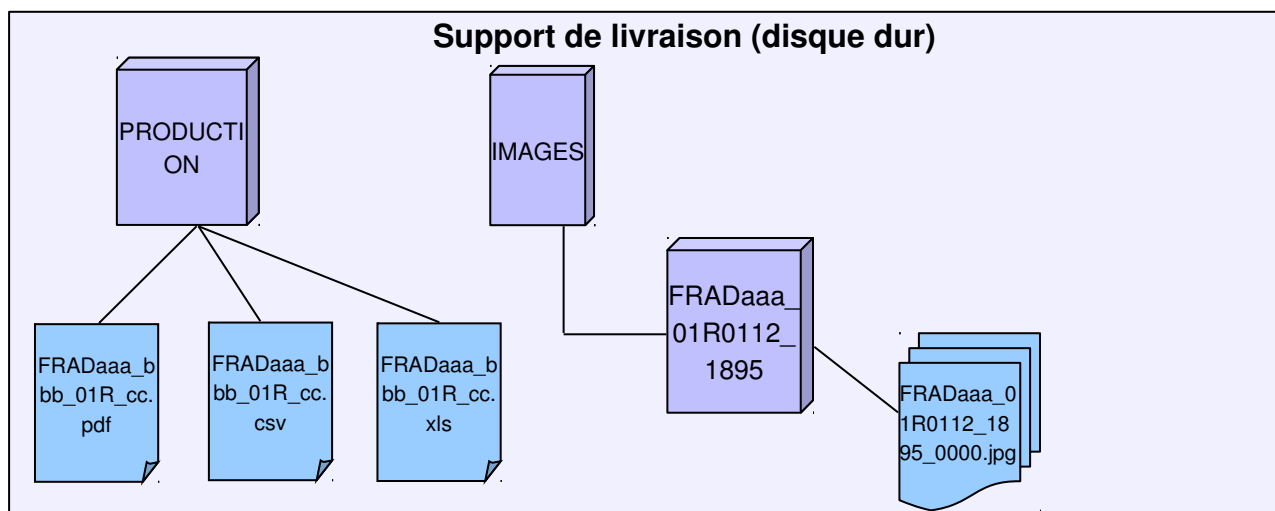 Support de livraison (disque dur)
PRODUCTI
ON
IMAGES
FRADaaa_
01R0112_
1895
FRADaaa_b
bb_01R_cc.
pdf
FRADaaa_b
bb_01R_cc.
csv
FRADaaa_b
bb_01R_cc.
xls
FRADaaa_0
1R0112_18
95_0000.jpg